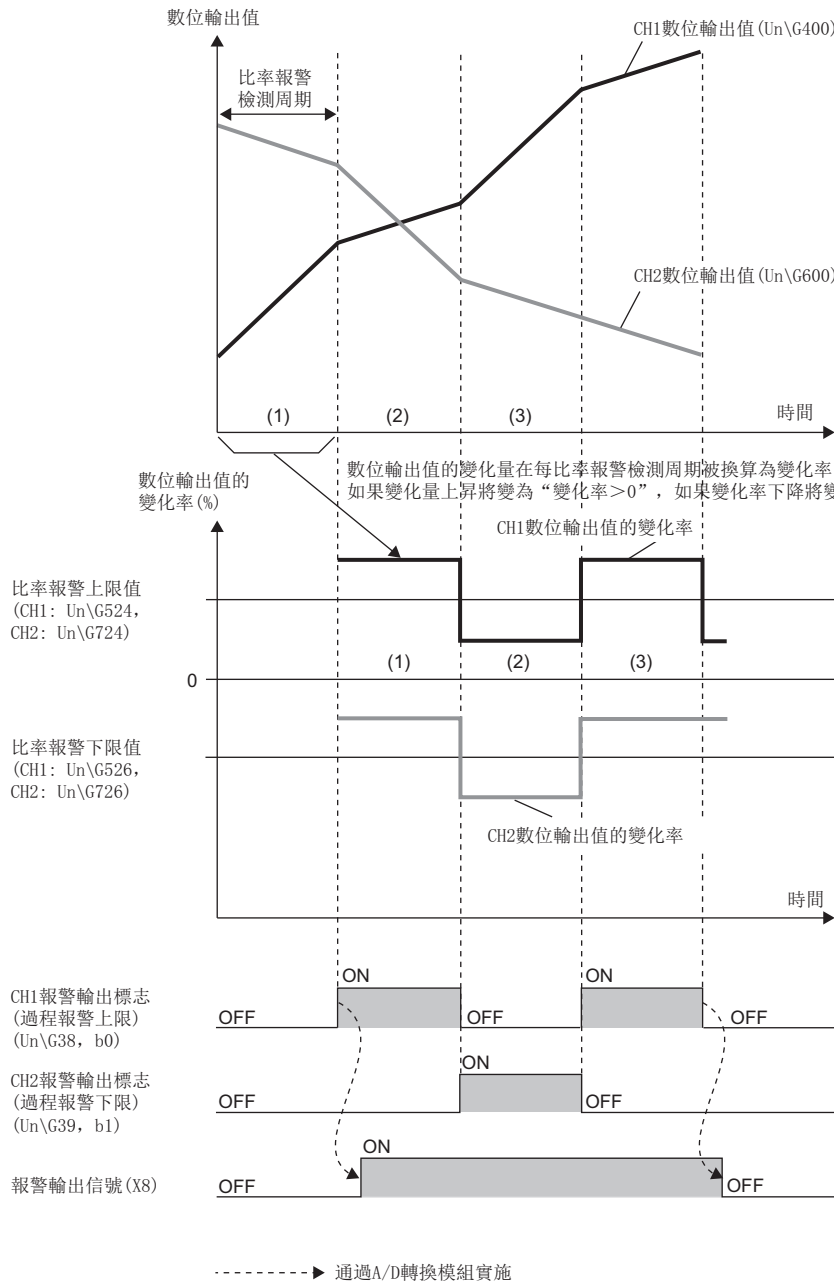 數位輸出值
CH1數位輸出值(Un\G400)
比率報警
檢測周期
CH2數位輸出值(Un\G600)
(1)
(2)
(3)
時間
數位輸出值的
變化率(%)
數位輸出值的變化量在每比率報警檢測周期被換算為變化率
如果變化量上昇將變為“變化率＞0”，如果變化率下降將變
CH1數位輸出值的變化率
比率報警上限值
(CH1: Un\G524,
CH2: Un\G724)
(1)
(2)
(3)
0
比率報警下限值
(CH1: Un\G526,
CH2: Un\G726)
CH2數位輸出值的變化率
時間
CH1報警輸出標志
(過程報警上限)
(Un\G38, b0)
OFF
ON
OFF
ON
OFF
CH2報警輸出標志
(過程報警下限)
(Un\G39, b1)
OFF
ON
OFF
報警輸出信號(X8)
OFF
ON
OFF
通過A/D轉換模組實施